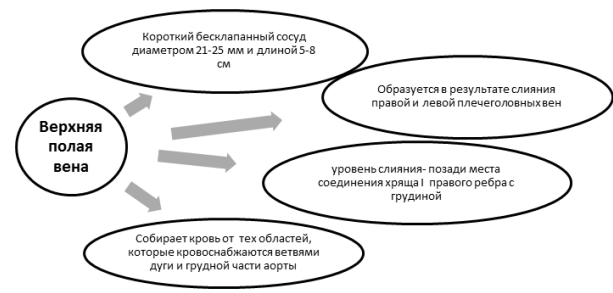 Короткий бесклапанный сосуд
диаметром 21-25 мм и длиной 5-8
см
Образуется в результате слияния
правой и левой плечеголовных вен
Верхняя
полая
вена
уровень слияния- позади места
соединения хряща I правого ребра с
грудиной
Собирает кровь от тех областей,
которые кровоснабжаются ветвями
дуги и грудной части аорты